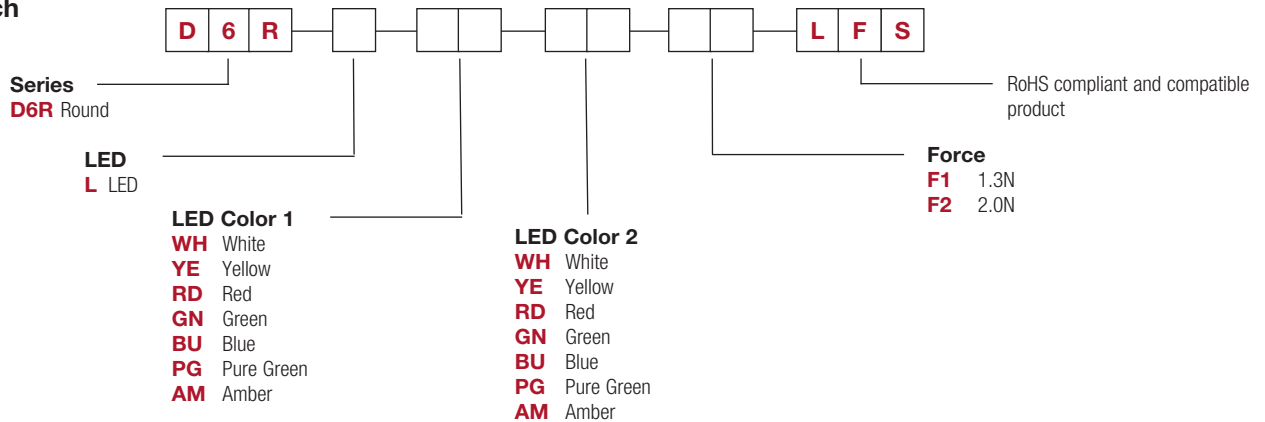 ch
D 6 R L F S
Series
D6R Round
RoHS compliant and compatible
product
LED
L LED
Force
F1 1.3N
F2 2.0N
LED Color 1
WH White
YE Yellow
RD Red
GN Green
BU Blue
PG Pure Green
AM Amber
LED Color 2
WH White
YE Yellow
RD Red
GN Green
BU Blue
PG Pure Green
AM Amber